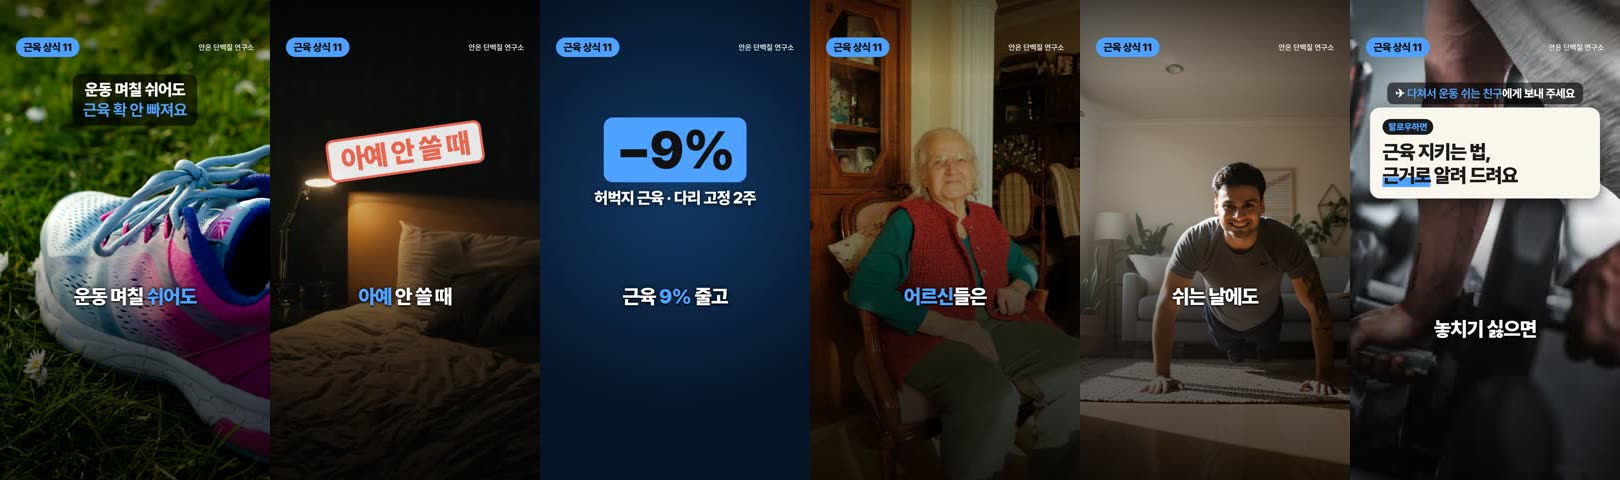 근육 상식 11
안은 단백질 연구소
운동 며칠 쉬어도
근육 확 안 빠져요
운동 며칠 쉬어도
근육 상식 11
안은 단백질 연구소
아예 안 쓸 때
아예 안 쓸 때
근육 상식 11
안은 단백질 연구소
-9%
허벅지 근육 · 다리 고정 2주
근육 9% 줄고
근육 상식 11
안은 단백질 연구소
어르신들은
근육 상식 11
안은 단백질 연구소
쉬는 날에도
근육 상식 11
안은 단백질 연구소
✈ 다쳐서 운동 쉬는 친구에게 보내 주세요
팔로우하면
근육 지키는 법,
근거로 알려 드려요
놓치기 싫으면